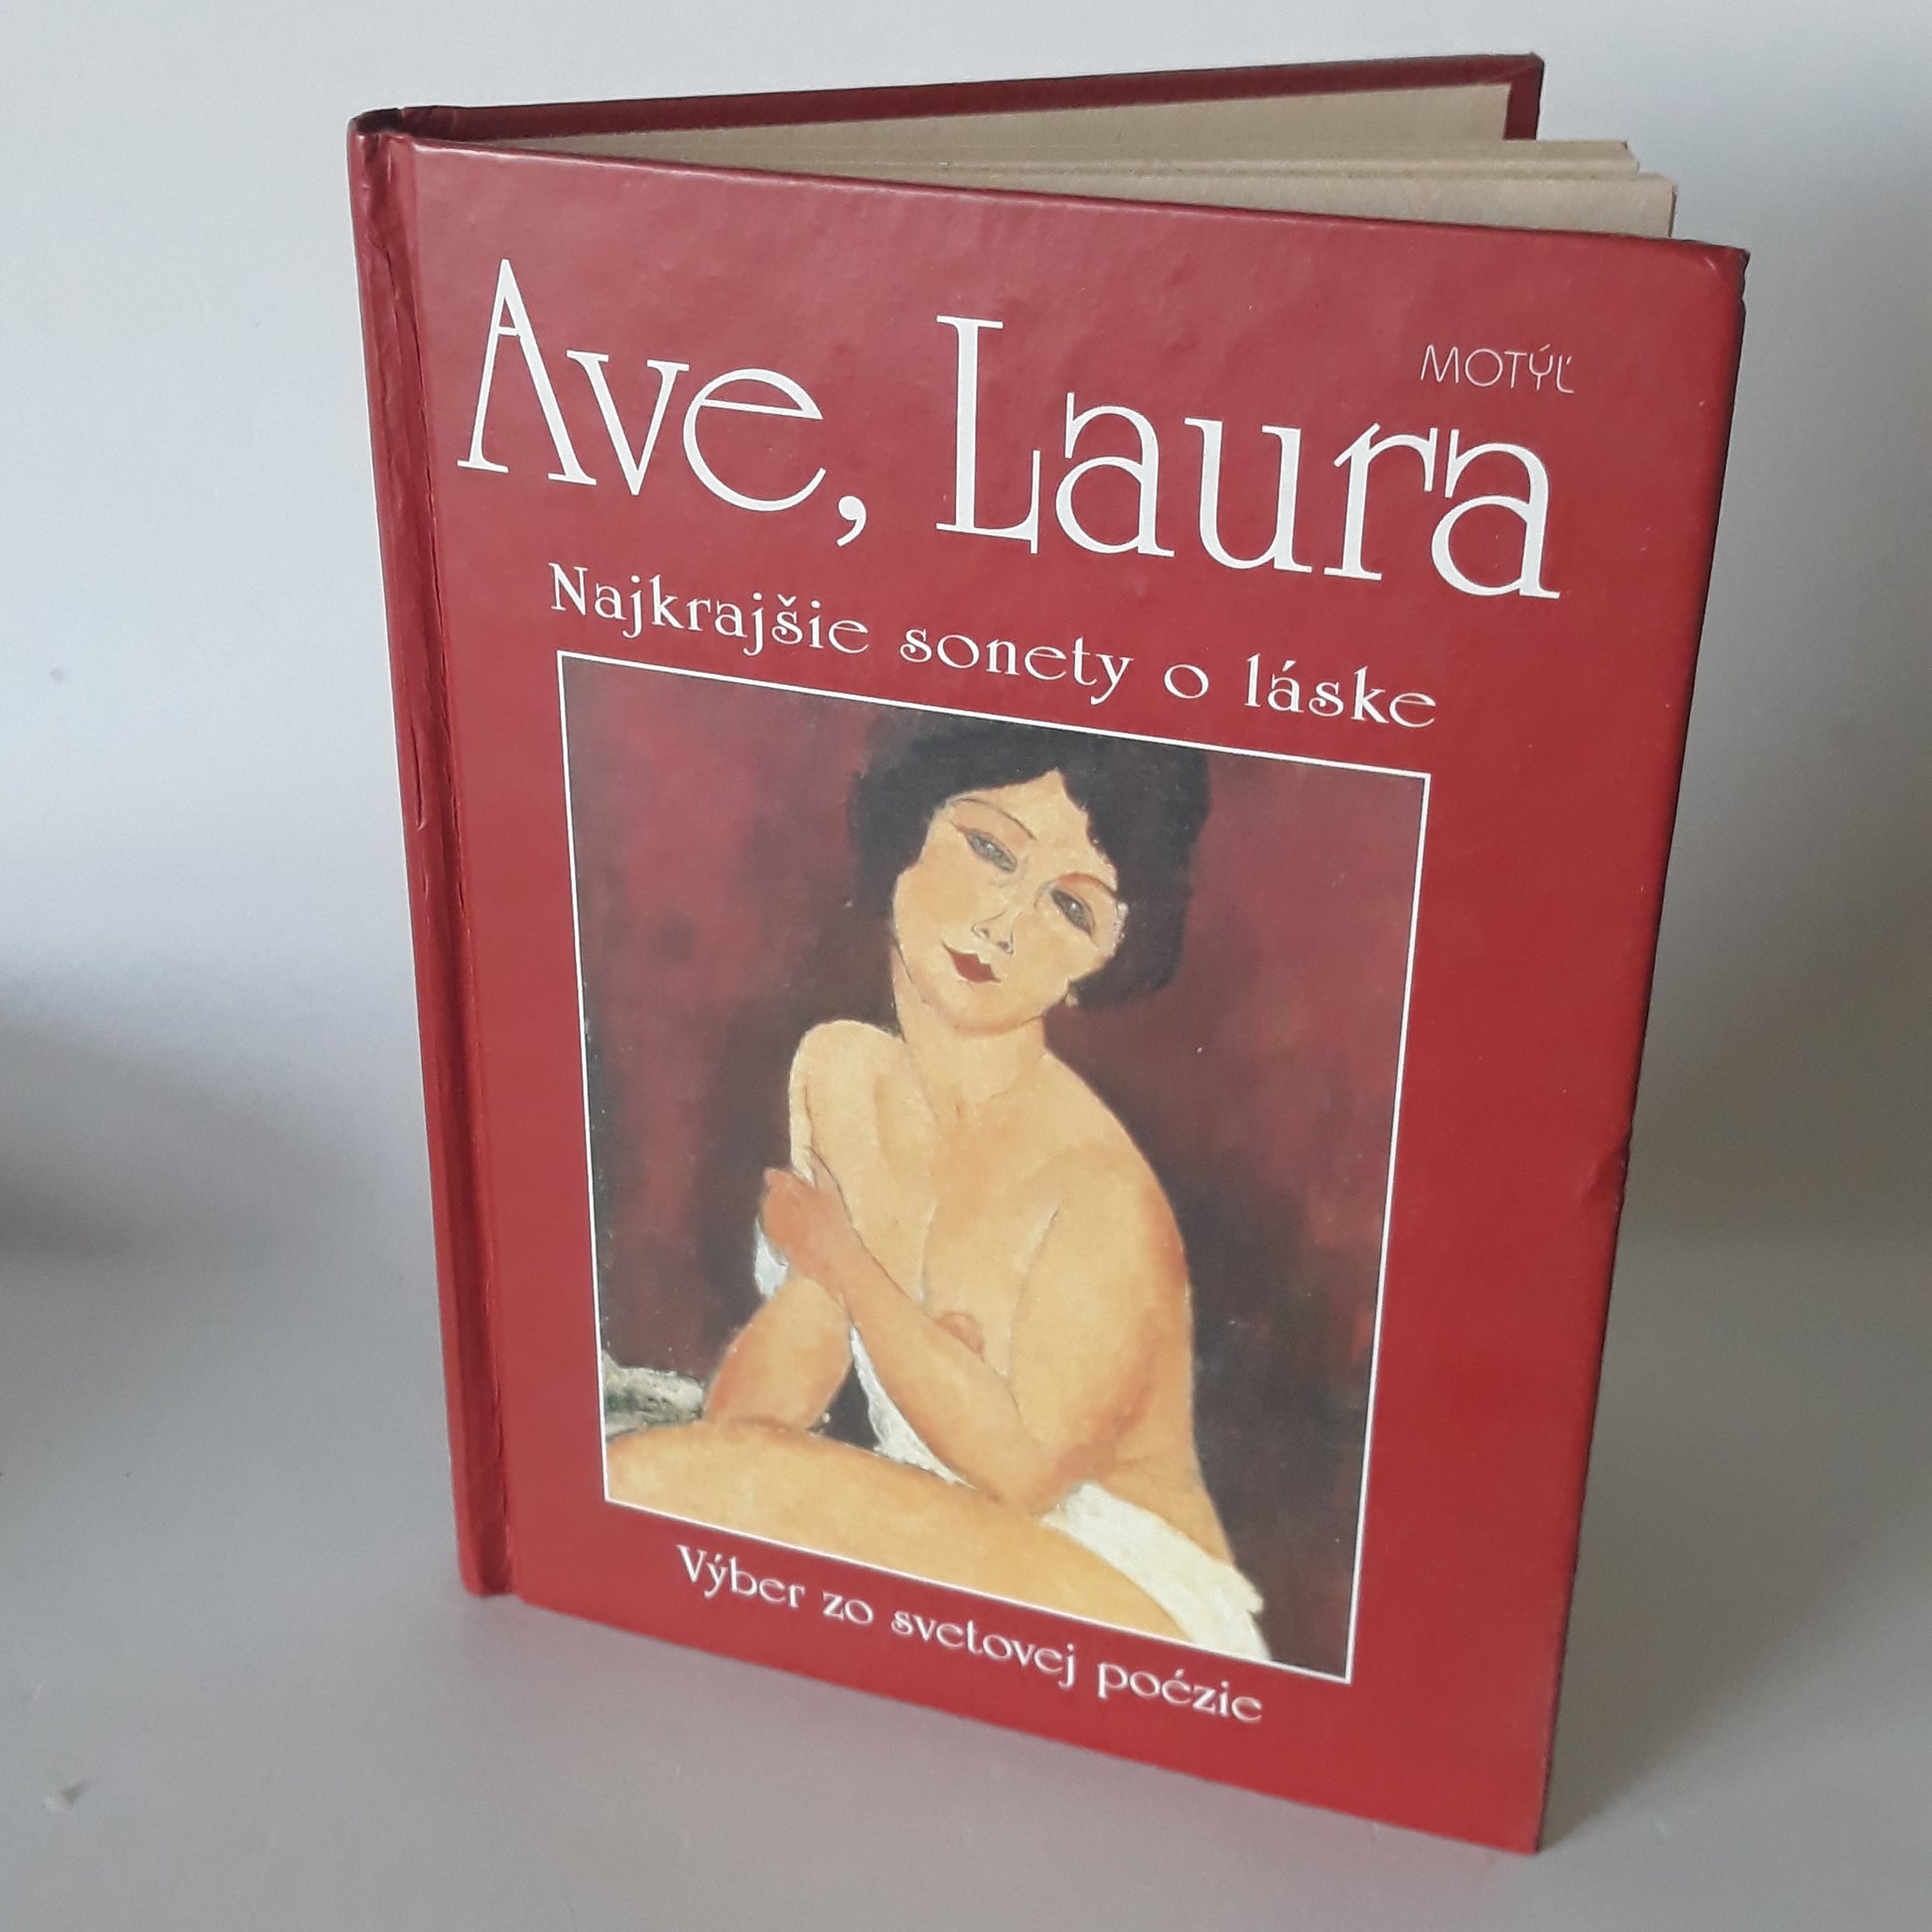 MOTÝĽ
Ave, Laura
Najkrajšie sonety o láske
Výber zo svetovej poézie